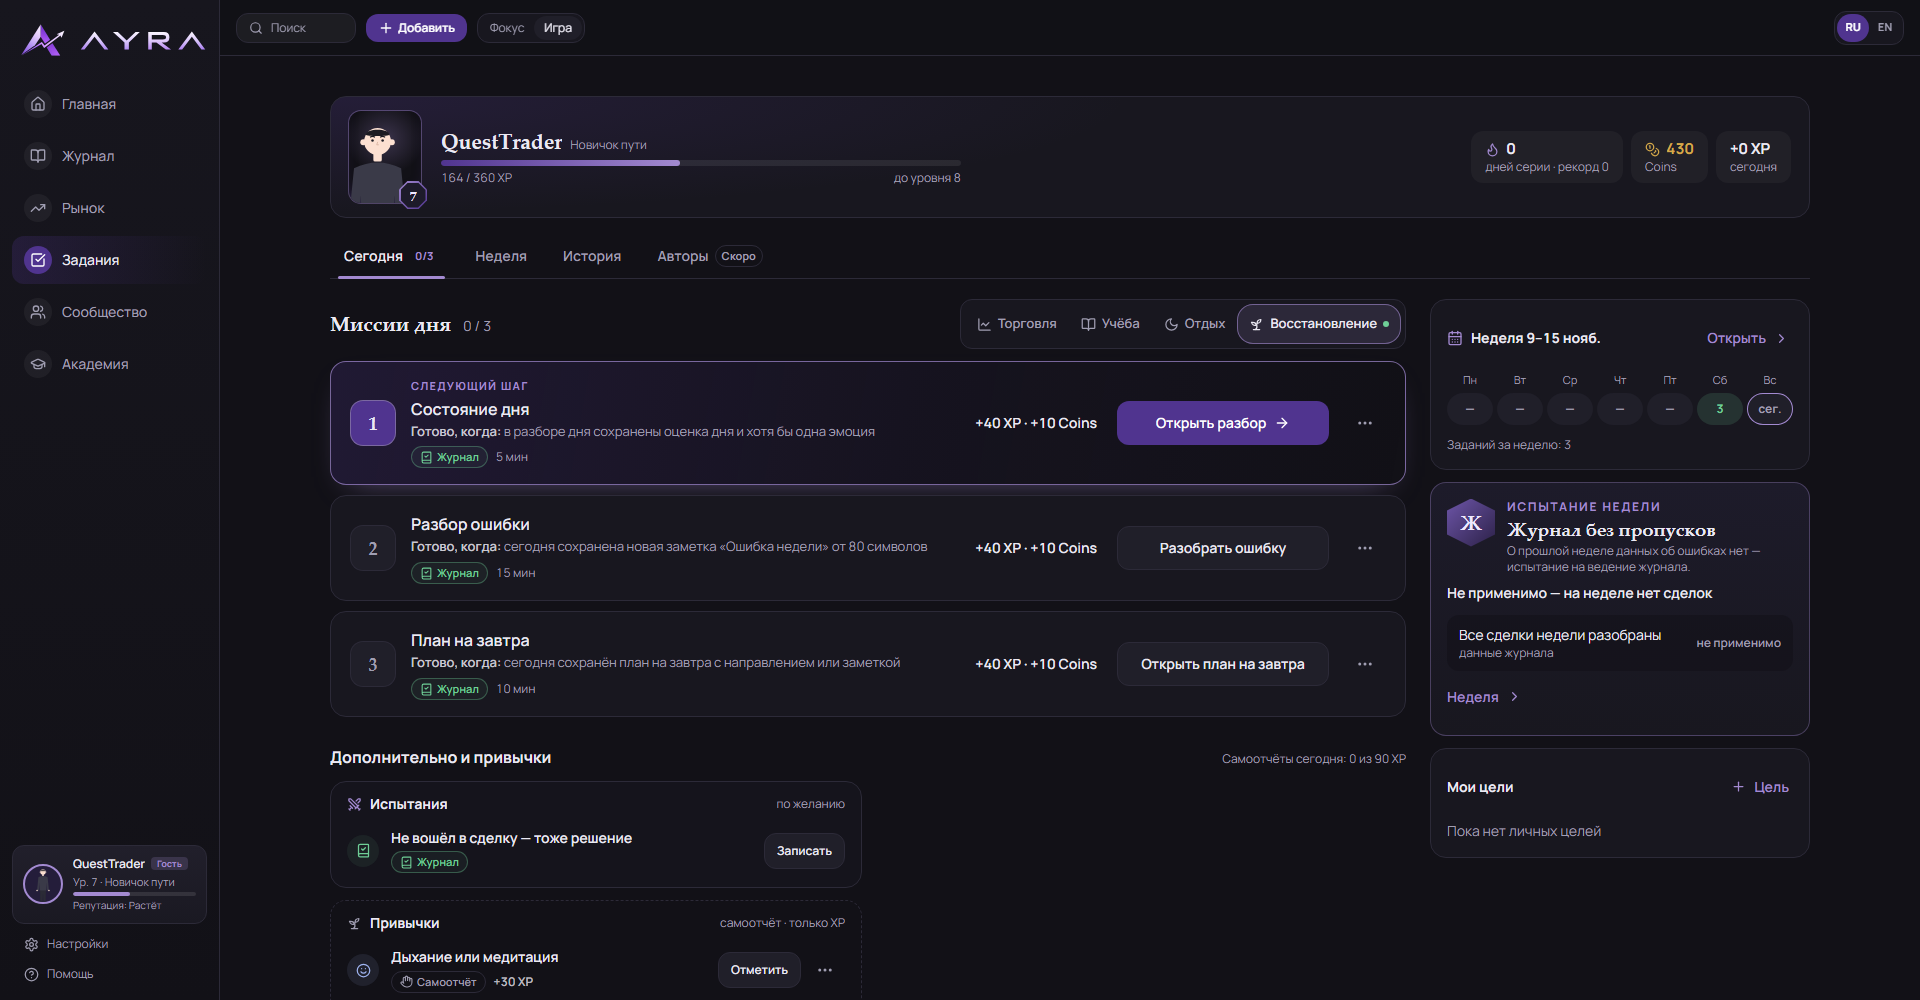 AYRA
Поиск
Добавить
Фокус
Игра
RU
EN
Главная
Журнал
Рынок
Задания
Сообщество
Академия
QuestTrader Гость
Ур. 7 · Новичок пути
Репутация: Растёт
Настройки
Помощь
QuestTrader Новичок пути
164 / 360 XP
до уровня 8
7
0
дней серии · рекорд 0
430
Coins
+0 XP
сегодня
Сегодня 0/3
Неделя
История
Авторы Скоро
Миссии дня 0 / 3
Торговля
Учёба
Отдых
Восстановление
1
СЛЕДУЮЩИЙ ШАГ
Состояние дня
Готово, когда: в разборе дня сохранены оценка дня и хотя бы одна эмоция
Журнал 5 мин
+40 XP · +10 Coins
Открыть разбор
2
Разбор ошибки
Готово, когда: сегодня сохранена новая заметка «Ошибка недели» от 80 символов
Журнал 15 мин
+40 XP · +10 Coins
Разобрать ошибку
3
План на завтра
Готово, когда: сегодня сохранён план на завтра с направлением или заметкой
Журнал 10 мин
+40 XP · +10 Coins
Открыть план на завтра
Дополнительно и привычки
Самоотчёты сегодня: 0 из 90 XP
Испытания
по желанию
Не вошёл в сделку — тоже решение
Журнал
Записать
Привычки
самоотчёт · только XP
Дыхание или медитация
Самоотчёт +30 XP
Отметить
Неделя 9–15 нояб.
Открыть
Пн Вт Ср Чт Пт Сб Вс
– – – – – 3 сег.
Заданий за неделю: 3
Ж
ИСПЫТАНИЕ НЕДЕЛИ
Журнал без пропусков
О прошлой неделе данных об ошибках нет —
испытание на ведение журнала.
Не применимо — на неделе нет сделок
Все сделки недели разобраны
данные журнала
не применимо
Неделя
Мои цели
Цель
Пока нет личных целей